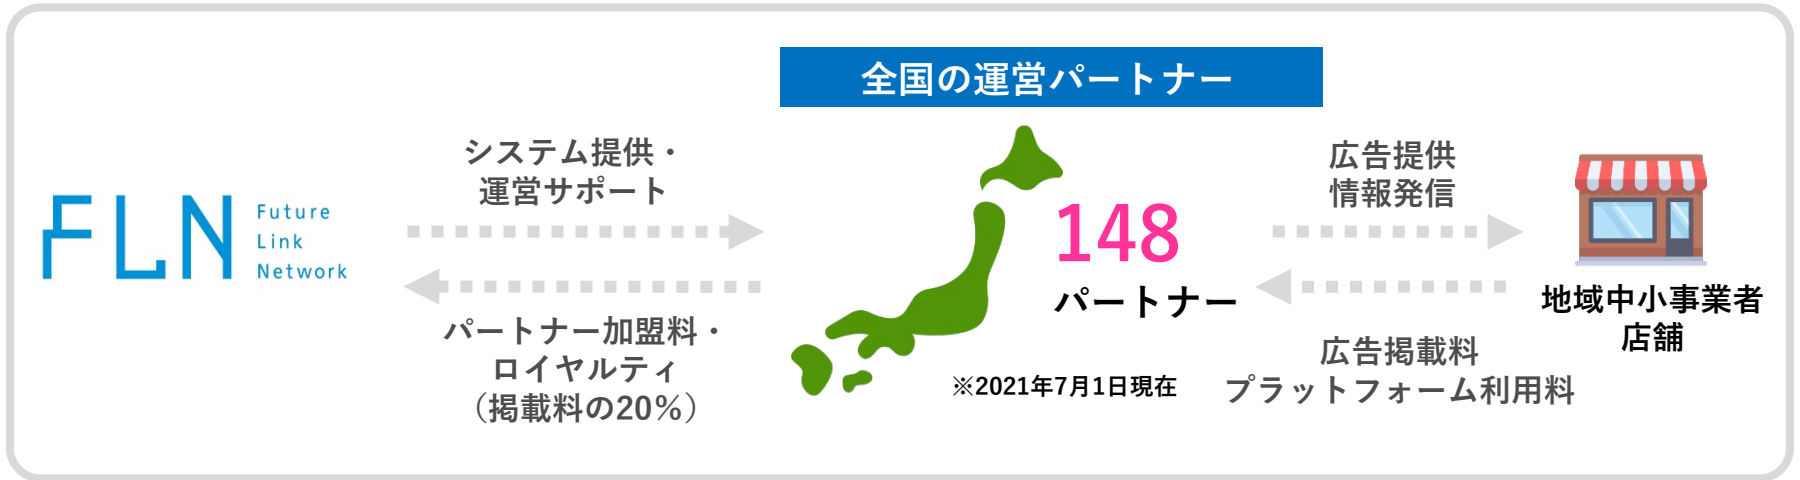 全国の運営パートナー
システム提供・
運営サポート
FLN
Future
Link
Network
パートナー加盟料・
ロイヤルティ
（掲載料の20％）
148
パートナー
※2021年7月1日現在
広告提供
情報発信
広告掲載料
プラットフォーム利用料
地域中小事業者
店舗